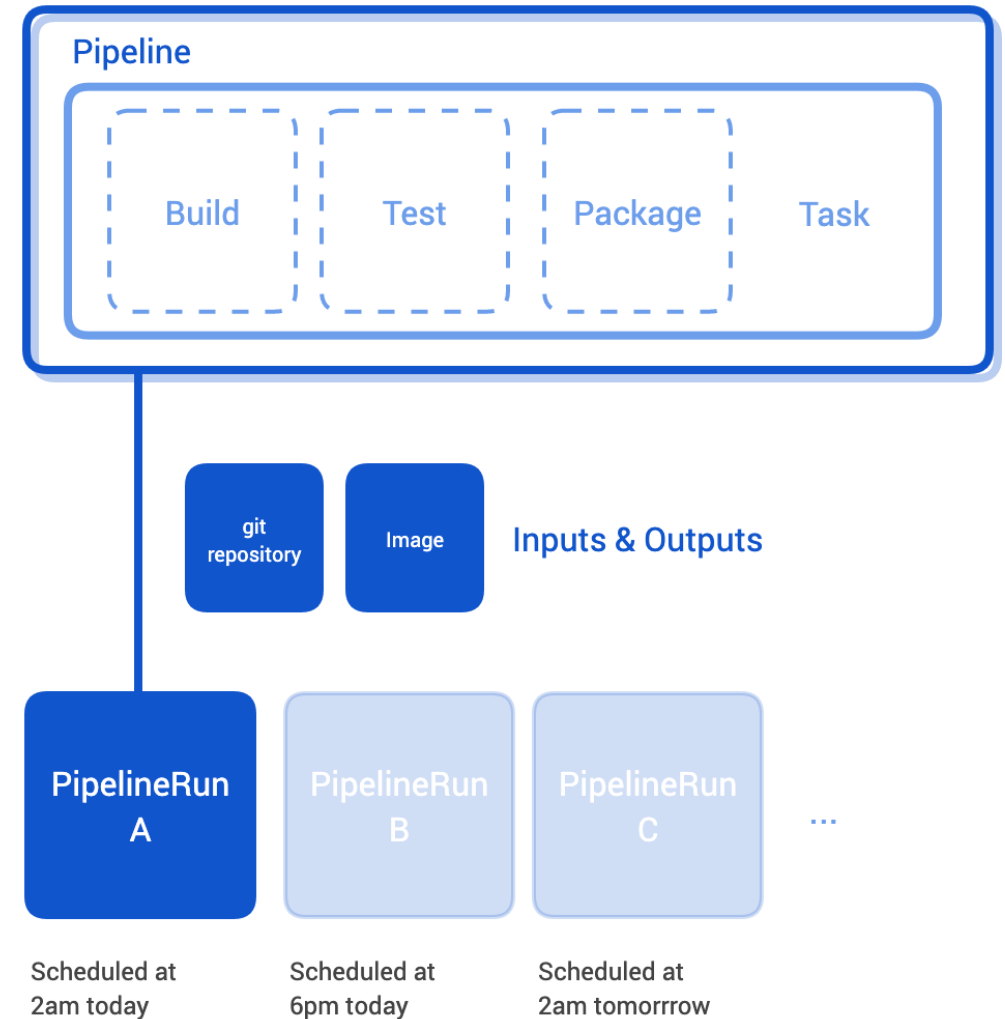 Pipeline
Build
Test
Package
Task
git
repository
Image
Inputs & Outputs
PipelineRun
A
PipelineRun
B
PipelineRun
C
...
Scheduled at
2am today
Scheduled at
6pm today
Scheduled at
2am tomorrrow